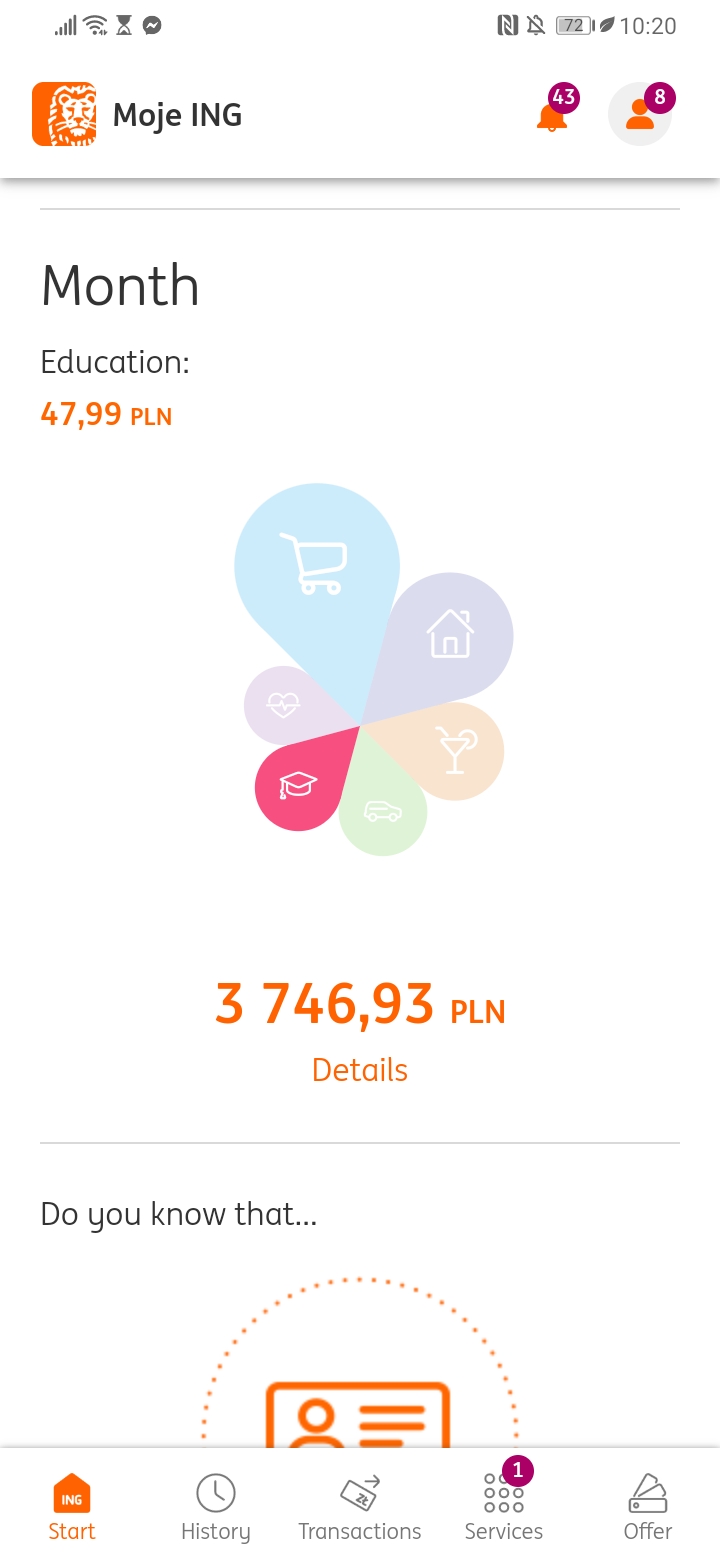 72 10:20
Moje ING 43 8
Month
Education:
47,99 PLN
3 746,93 PLN
Details
Do you know that...
ING Zł 1
Start History Transactions Services Offer